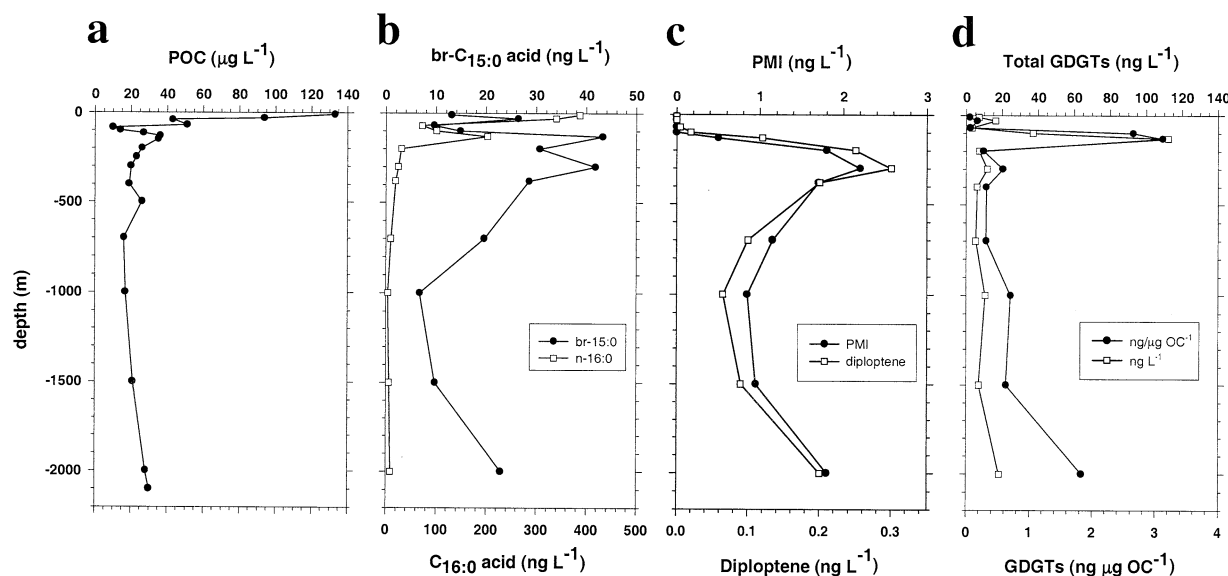 a
POC (μg L⁻¹)
0 20 40 60 80 100 120 140
0
-500
-1000
-1500
-2000
depth (m)
b
br-C₁₅:₀ acid (ng L⁻¹)
0 10 20 30 40 50
br-15:0
n-16:0
0 100 200 300 400 500
C₁₆:₀ acid (ng L⁻¹)
c
PMI (ng L⁻¹)
0 1 2 3
PMI
diploptene
0.0 0.1 0.2 0.3
Diploptene (ng L⁻¹)
d
Total GDGTs (ng L⁻¹)
0 20 40 60 80 100 120 140
ng/μg OC⁻¹
ng L⁻¹
0 1 2 3 4
GDGTs (ng μg OC⁻¹)